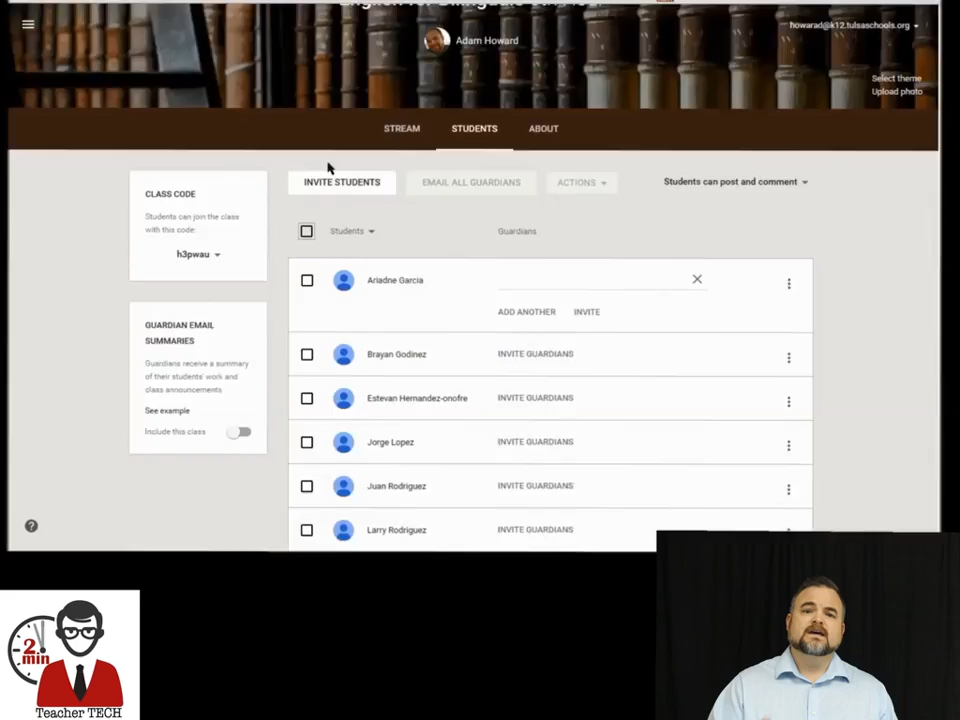 English for Bilinguals
Adam Howard
howarad@k12.tulsaschools.org
Select theme
Upload photo
STREAM STUDENTS ABOUT
CLASS CODE
Students can join the class
with this code:
h3pwau
INVITE STUDENTS EMAIL ALL GUARDIANS ACTIONS Students can post and comment
Students Guardians
Ariadne Garcia
ADD ANOTHER INVITE
GUARDIAN EMAIL
SUMMARIES
Guardians receive a summary
of their students' work and
class announcements
See example
Include this class
Brayan Godinez INVITE GUARDIANS
Estevan Hernandez-onofre INVITE GUARDIANS
Jorge Lopez INVITE GUARDIANS
Juan Rodriguez INVITE GUARDIANS
Larry Rodriguez INVITE GUARDIANS
2
min
Teacher TECH